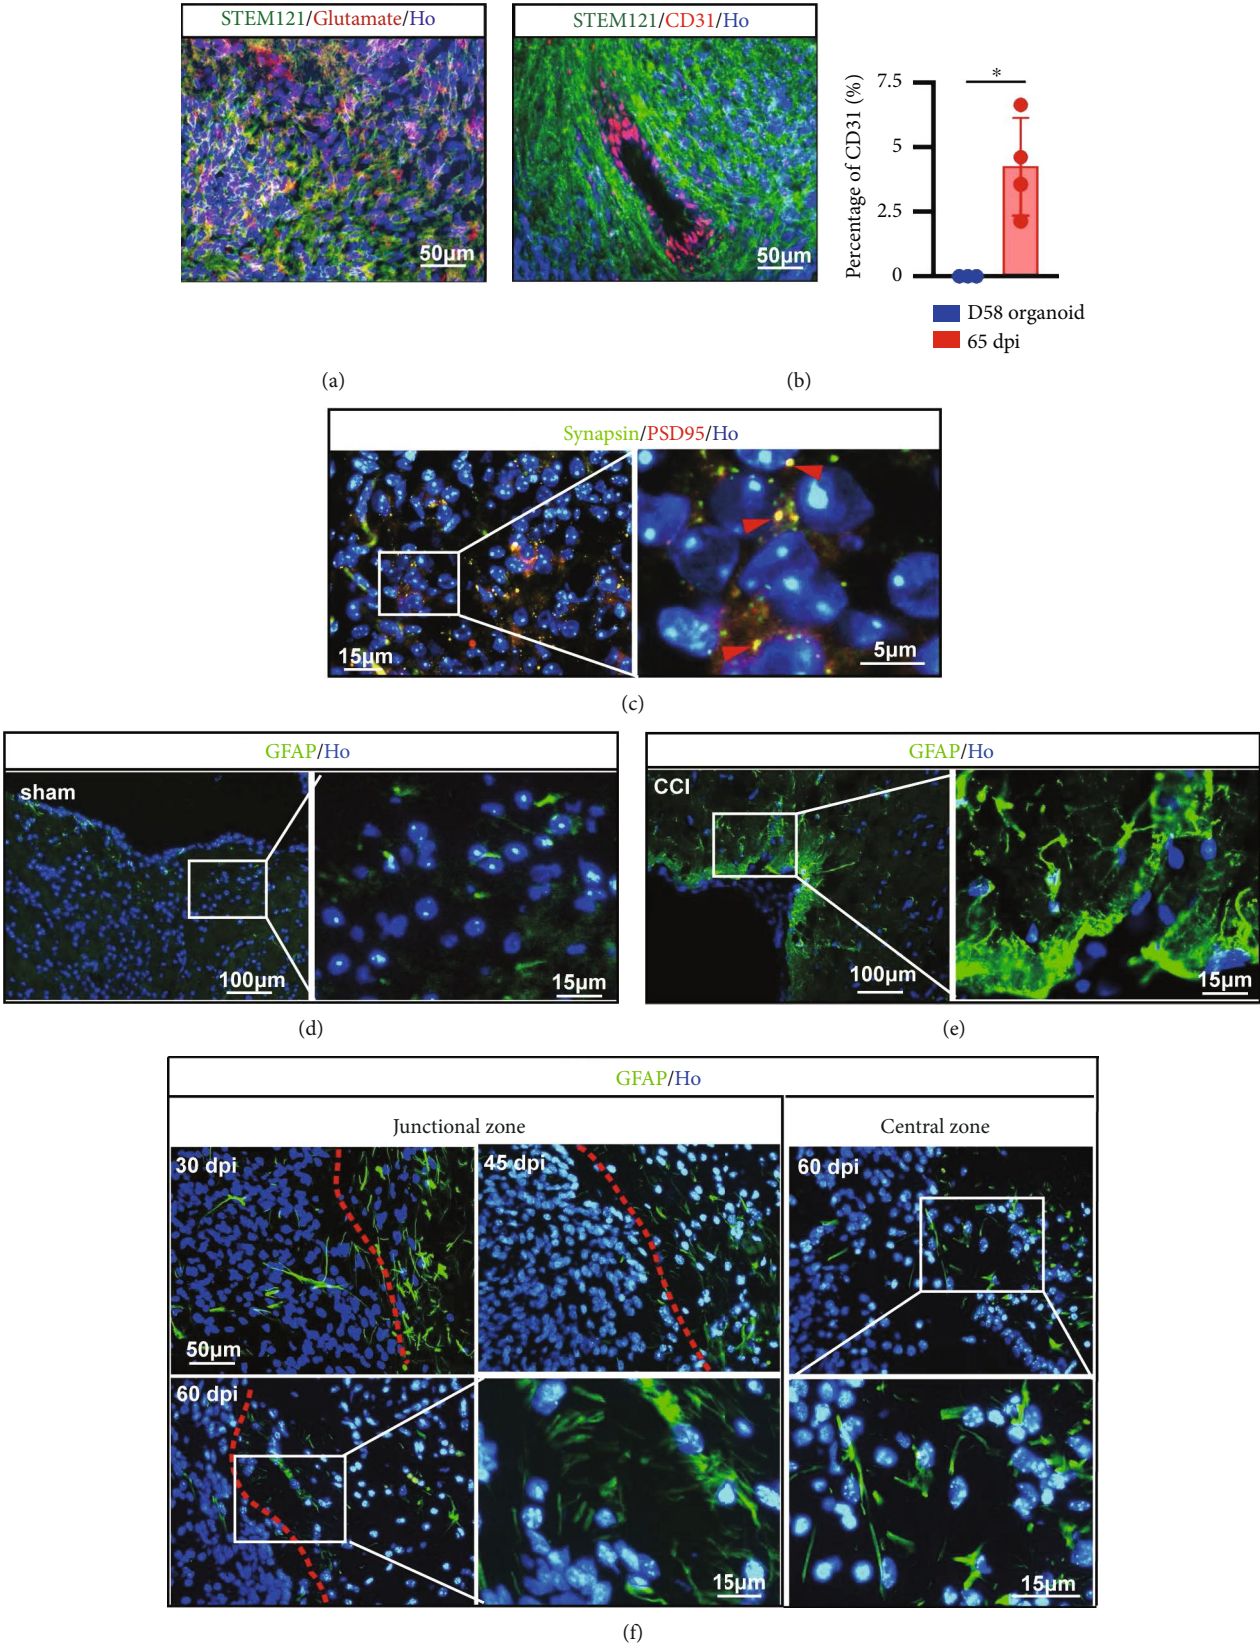 STEM121/Glutamate/Ho
50µm
(a)
STEM121/CD31/Ho
50µm
Percentage of CD31 (%)
7.5
5
2.5
0
*
D58 organoid
65 dpi
(b)
Synapsin/PSD95/Ho
15µm
5µm
(c)
GFAP/Ho
sham
100µm
15µm
(d)
GFAP/Ho
CCI
100µm
15µm
(e)
GFAP/Ho
Junctional zone
Central zone
30 dpi
50µm
45 dpi
60 dpi
60 dpi
15µm
15µm
(f)